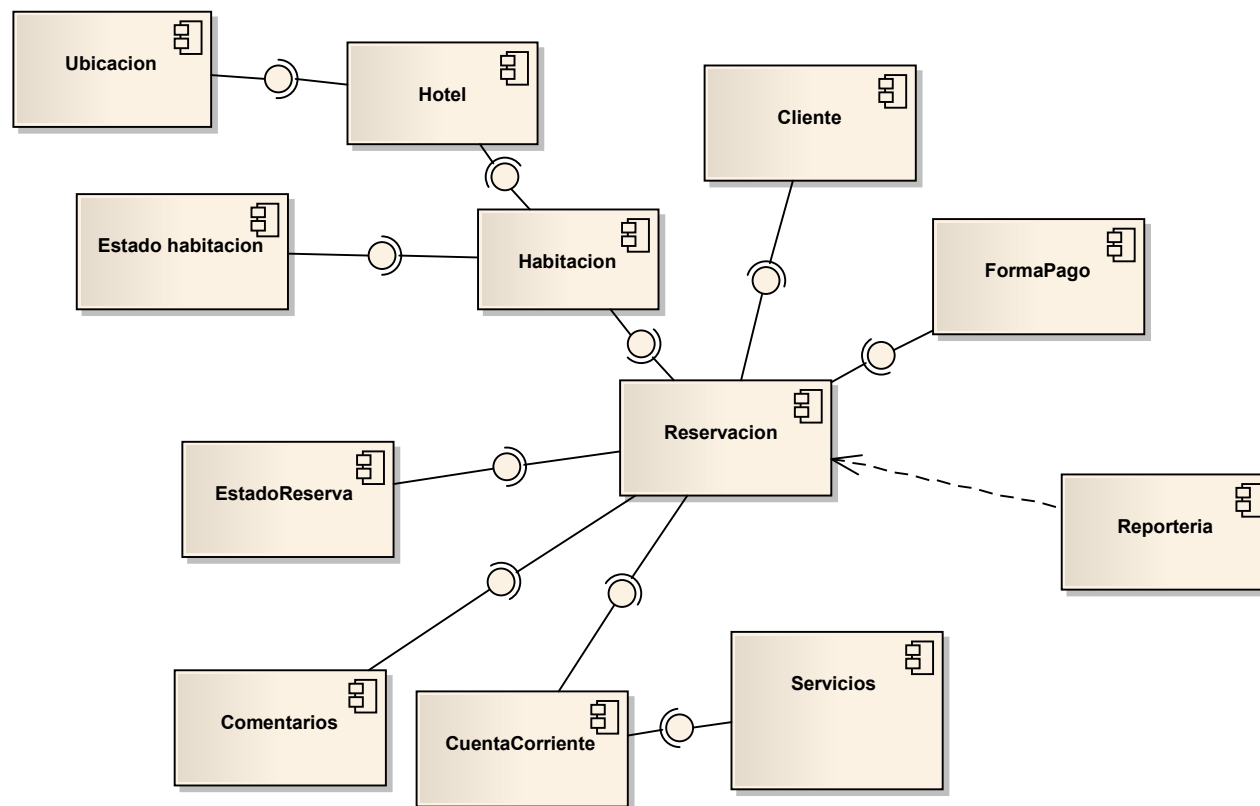 Ubicacion
Hotel
Cliente
Estado habitacion
Habitacion
FormaPago
Reservacion
EstadoReserva
Reporteria
Servicios
Comentarios
CuentaCorriente